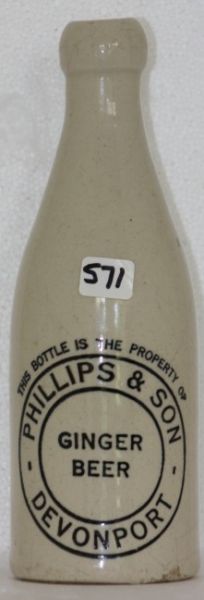 571
THIS BOTTLE IS THE PROPERTY OF
PHILLIPS & SON
GINGER
BEER
- DEVONPORT -